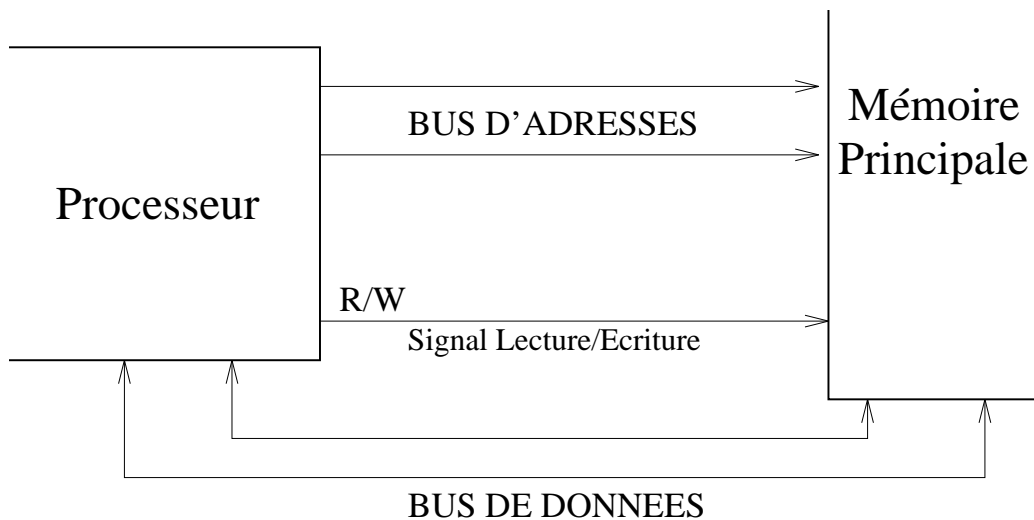 Processeur
BUS D'ADRESSES
Mémoire
Principale
R/W
Signal Lecture/Ecriture
BUS DE DONNEES